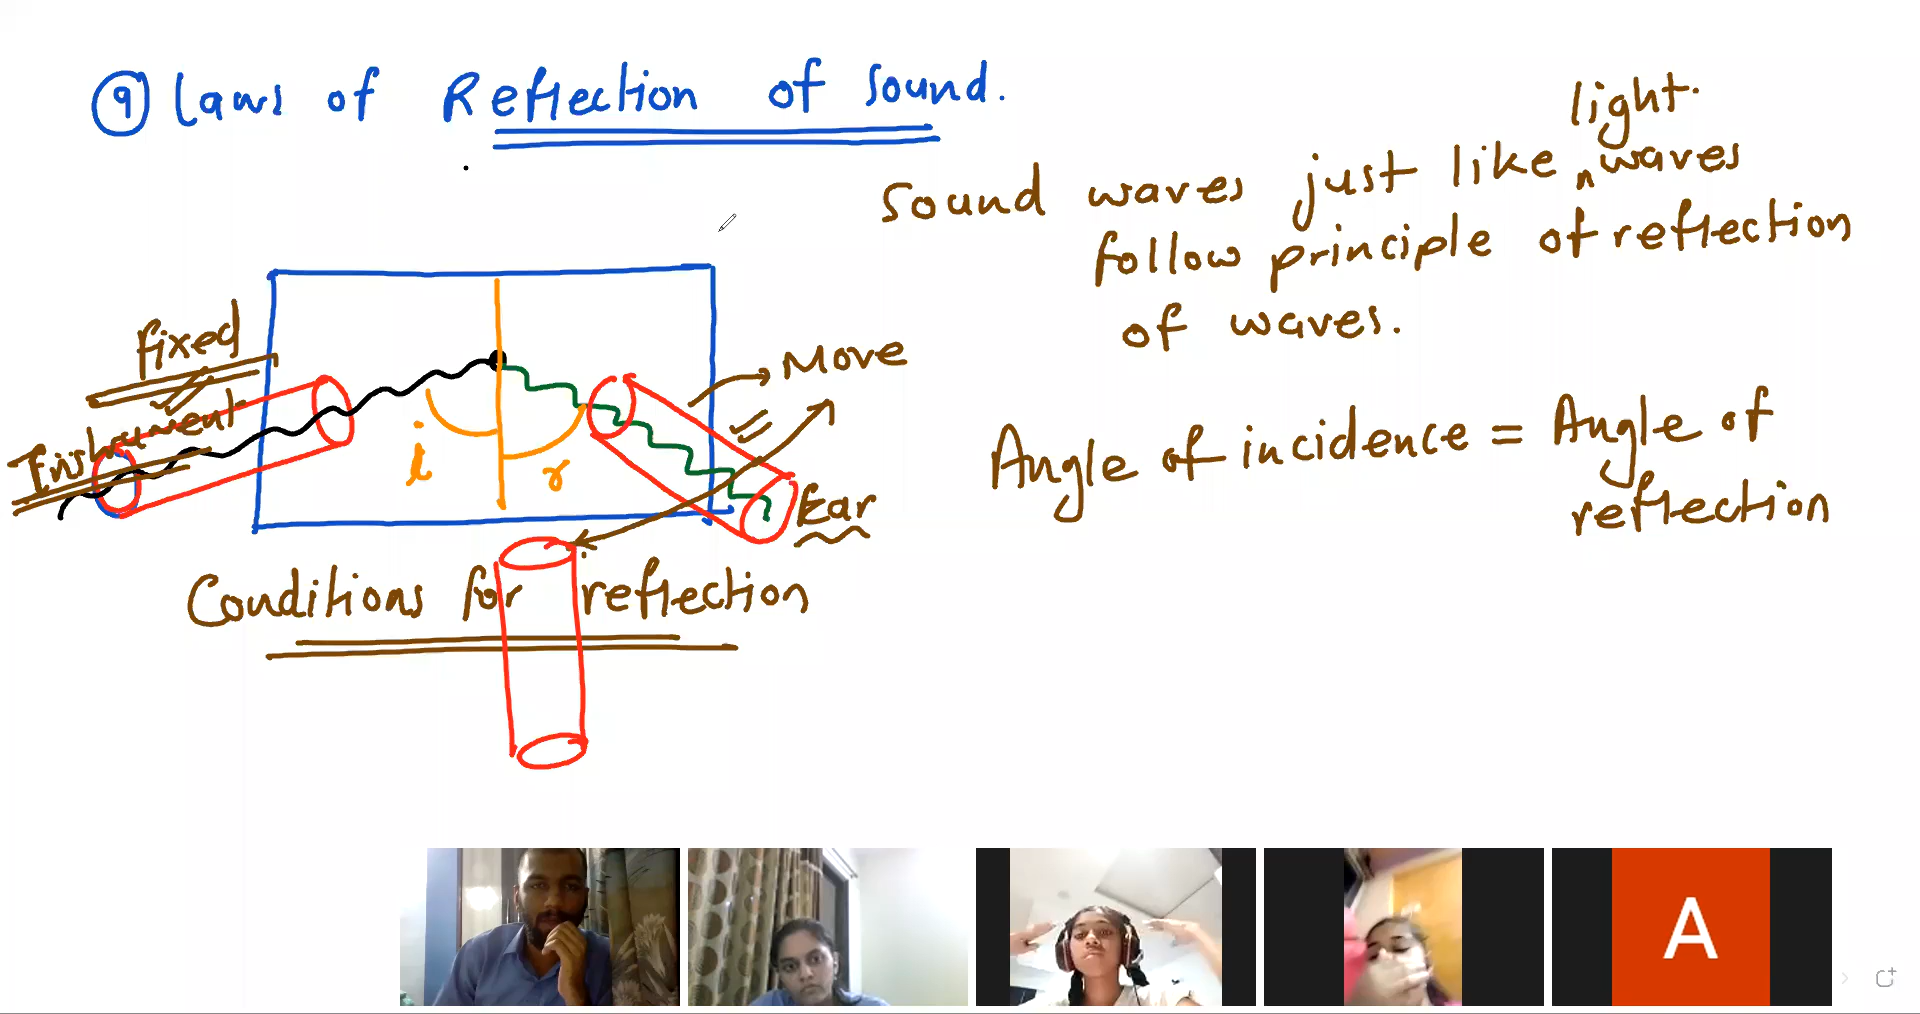 9 Laws of Reflection of Sound.
Sound waves just like light waves
follow principle of reflection
of waves.
fixed
Instrument
Move
i
r
Ear
Angle of incidence = Angle of
reflection
Conditions for reflection
A